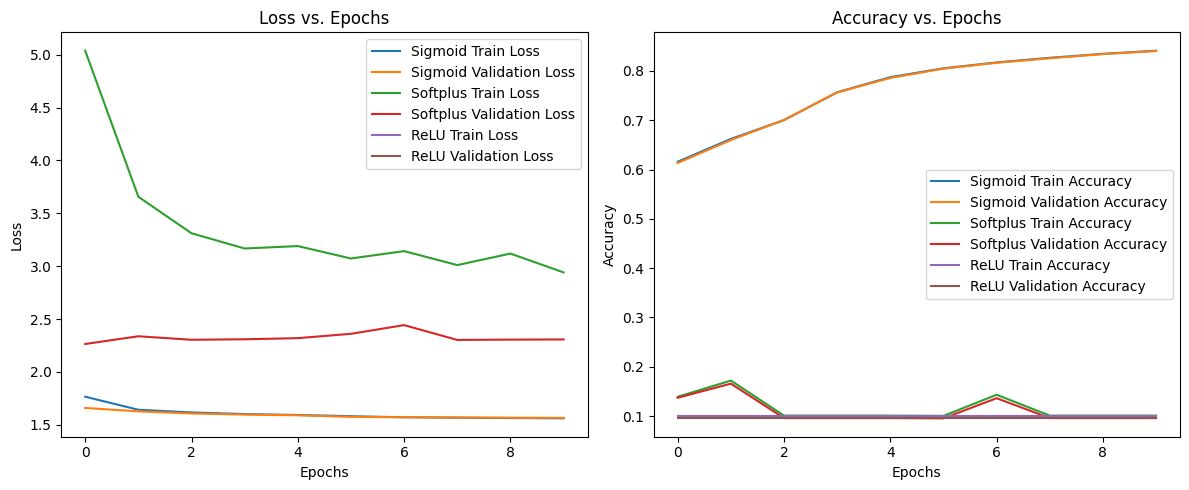 Loss vs. Epochs
Loss
5.0
4.5
4.0
3.5
3.0
2.5
2.0
1.5
Sigmoid Train Loss
Sigmoid Validation Loss
Softplus Train Loss
Softplus Validation Loss
ReLU Train Loss
ReLU Validation Loss
0 2 4 6 8
Epochs
Accuracy vs. Epochs
Accuracy
0.8
0.7
0.6
0.5
0.4
0.3
0.2
0.1
Sigmoid Train Accuracy
Sigmoid Validation Accuracy
Softplus Train Accuracy
Softplus Validation Accuracy
ReLU Train Accuracy
ReLU Validation Accuracy
0 2 4 6 8
Epochs